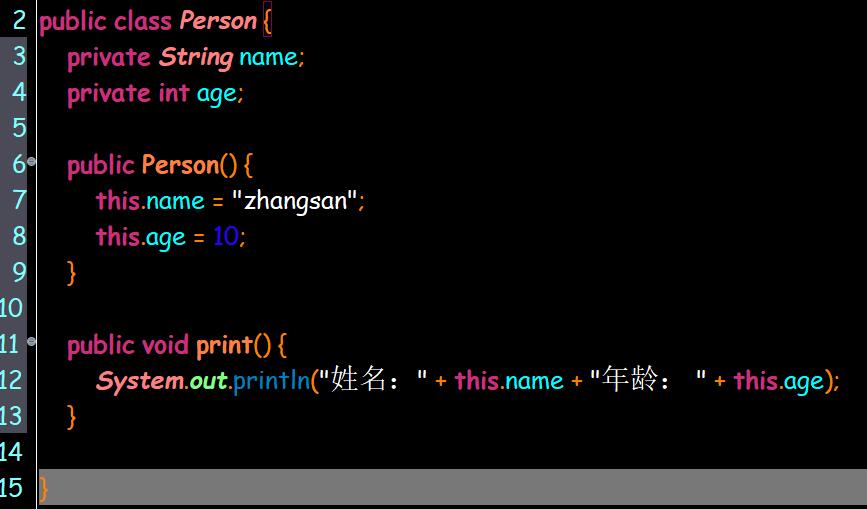 2 public class Person {
3 private String name;
4 private int age;
5
6 public Person() {
7 this.name = "zhangsan";
8 this.age = 10;
9 }
10
11 public void print() {
12 System.out.println("姓名：" + this.name + "年龄： " + this.age);
13 }
14
15 }